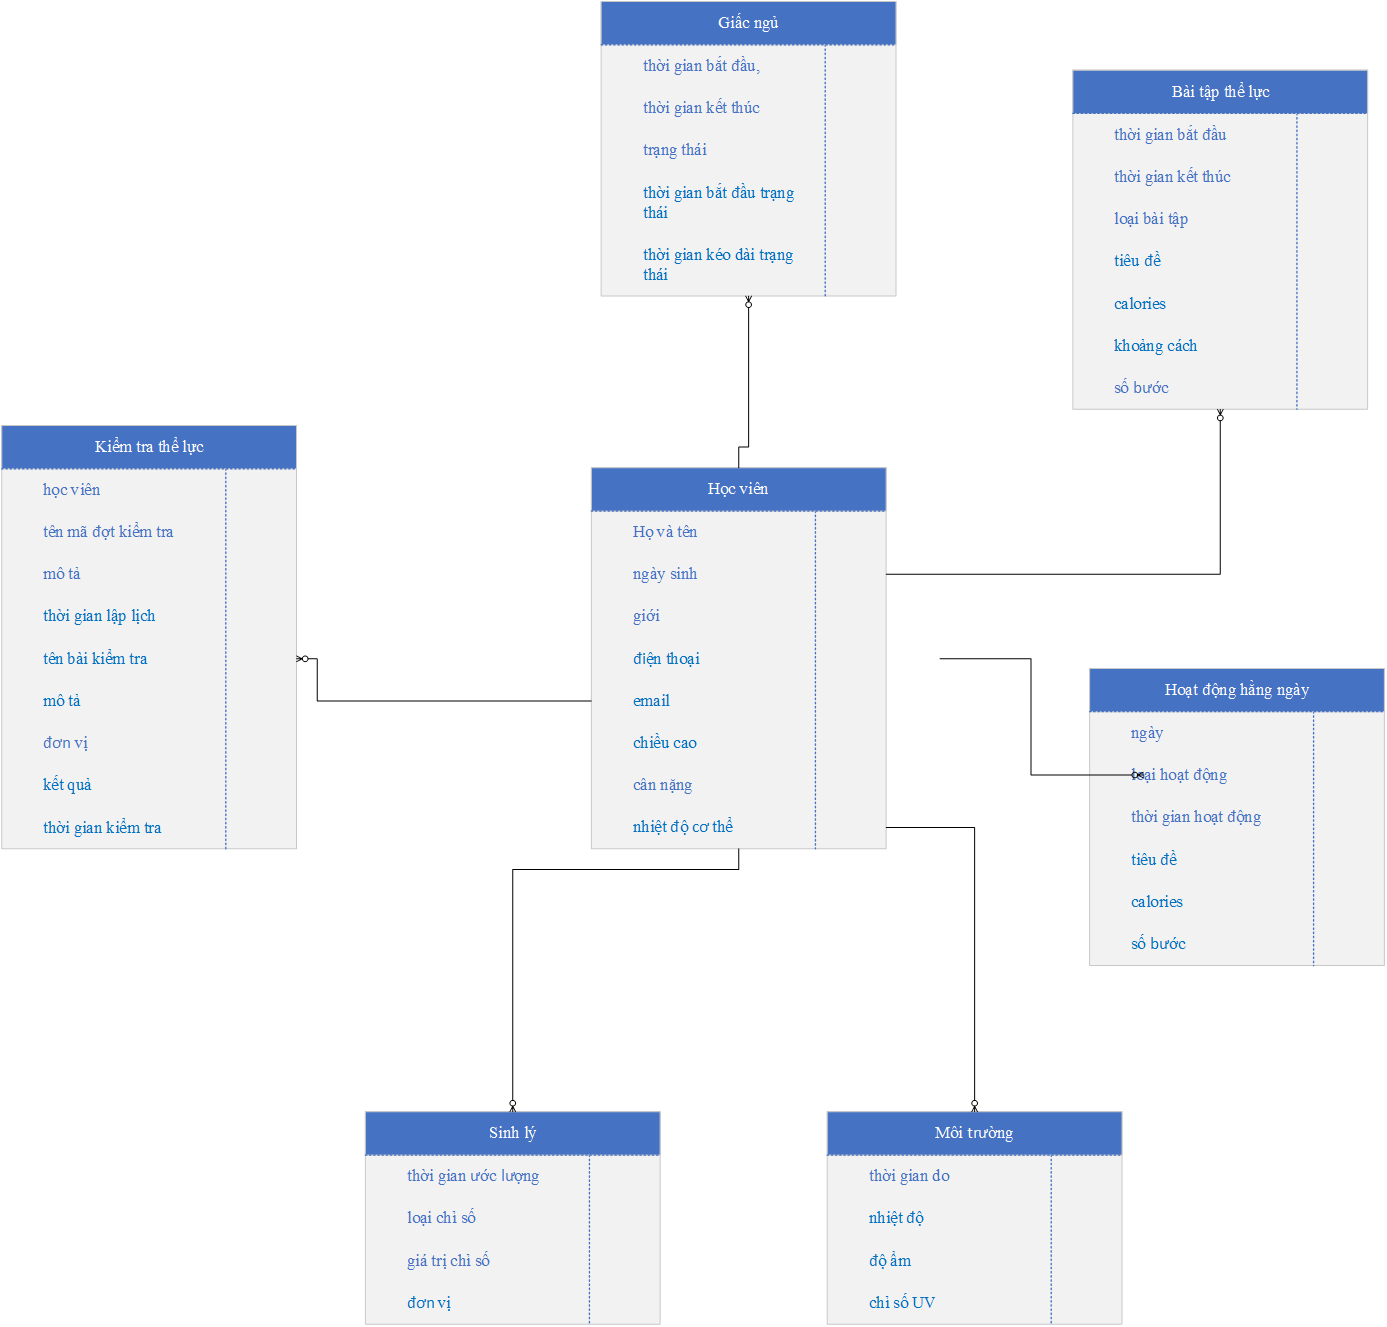 Giấc ngủ
thời gian bắt đầu,
thời gian kết thúc
trạng thái
thời gian bắt đầu trạng
thái
thời gian kéo dài trạng
thái
Bài tập thể lực
thời gian bắt đầu
thời gian kết thúc
loại bài tập
tiêu đề
calories
khoảng cách
số bước
Kiểm tra thể lực
học viên
tên mã đợt kiểm tra
mô tả
thời gian lập lịch
tên bài kiểm tra
mô tả
đơn vị
kết quả
thời gian kiểm tra
Học viên
Họ và tên
ngày sinh
giới
điện thoại
email
chiều cao
cân nặng
nhiệt độ cơ thể
Hoạt động hằng ngày
ngày
loại hoạt động
thời gian hoạt động
tiêu đề
calories
số bước
Sinh lý
thời gian ước lượng
loại chỉ số
giá trị chỉ số
đơn vị
Môi trường
thời gian đo
nhiệt độ
độ ẩm
chỉ số UV